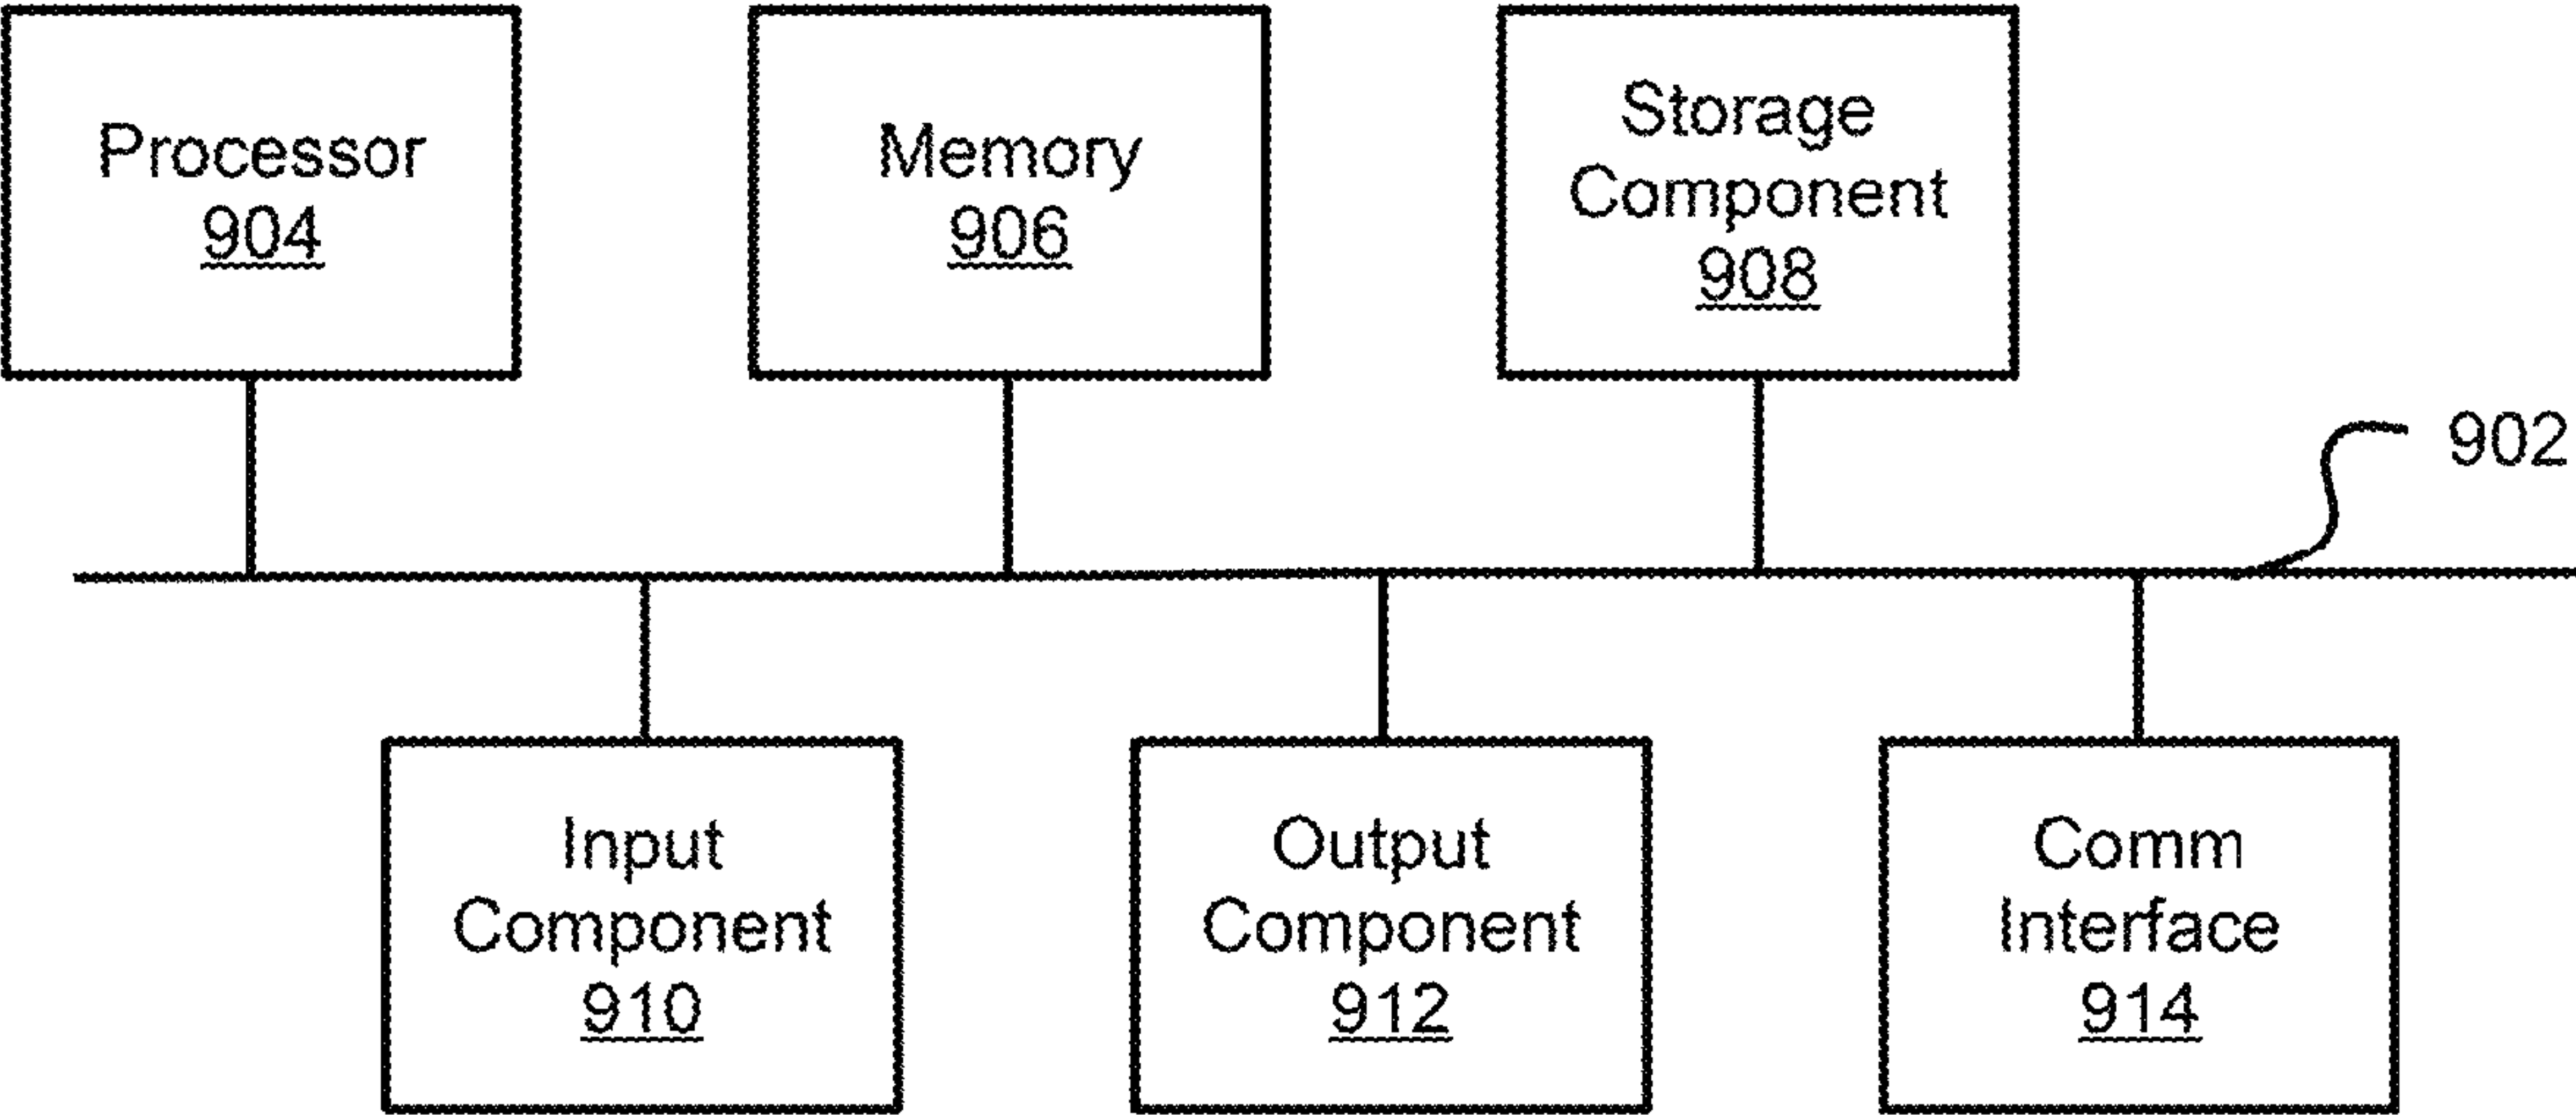 Processor
904
Memory
906
Storage
Component
908
902
Input
Component
910
Output
Component
912
Comm
Interface
914